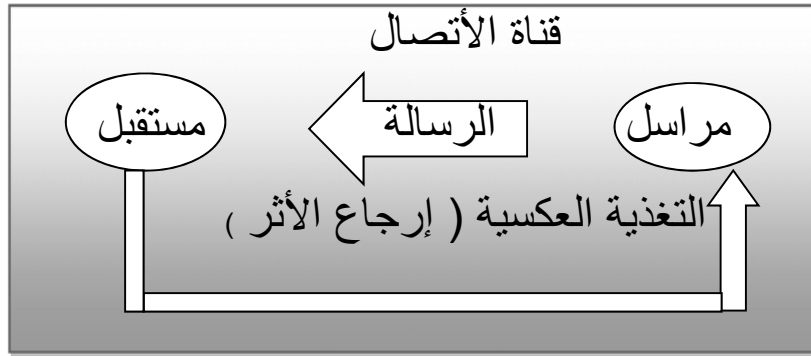 قناة الأتصال
مراسل
الرسالة
مستقبل
التغذية العكسية ( إرجاع الأثر )